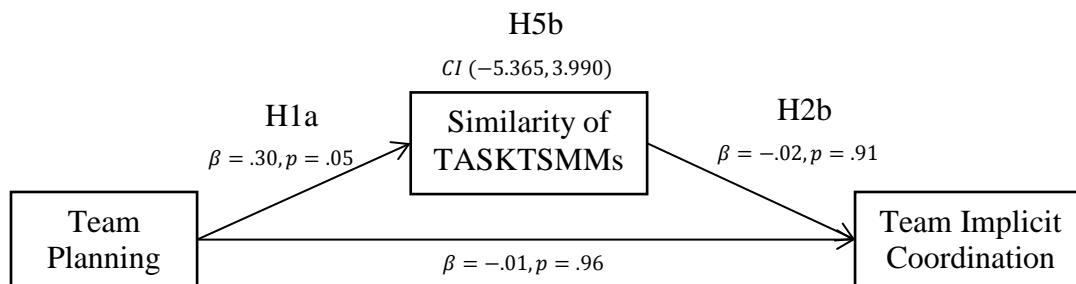 H5b
CI (−5.365, 3.990)
H1a
β = .30, p = .05
Similarity of
TASKTSMMs
H2b
β = −.02, p = .91
Team
Planning
β = −.01, p = .96
Team Implicit
Coordination